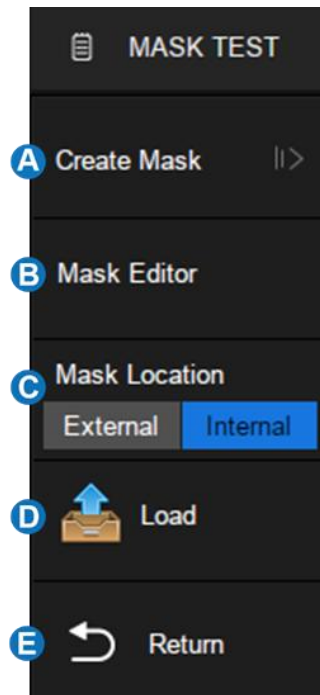 MASK TEST
A Create Mask
B Mask Editor
C Mask Location
External Internal
D Load
E Return